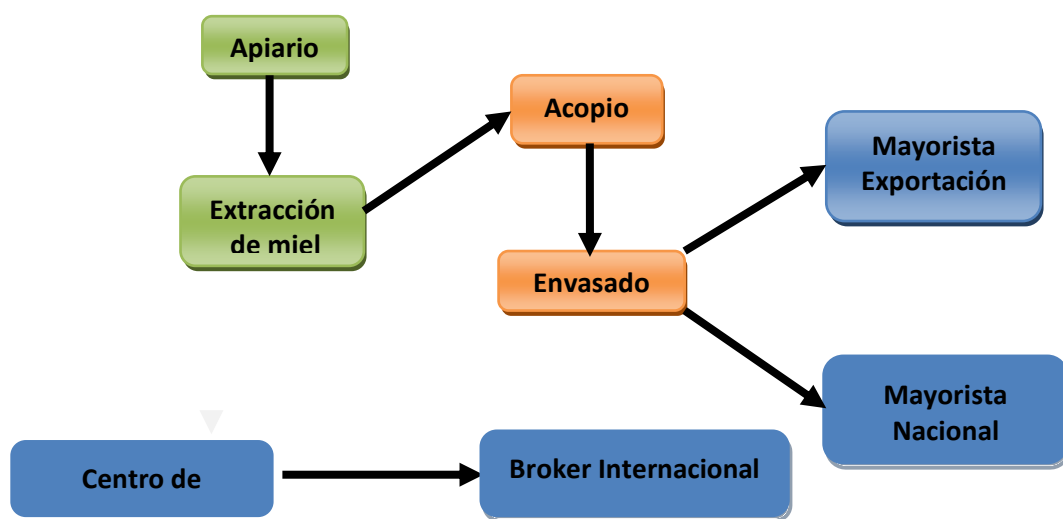 Apiario
Extracción
de miel
Acopio
Envasado
Mayorista
Exportación
Mayorista
Nacional
Centro de
Broker Internacional